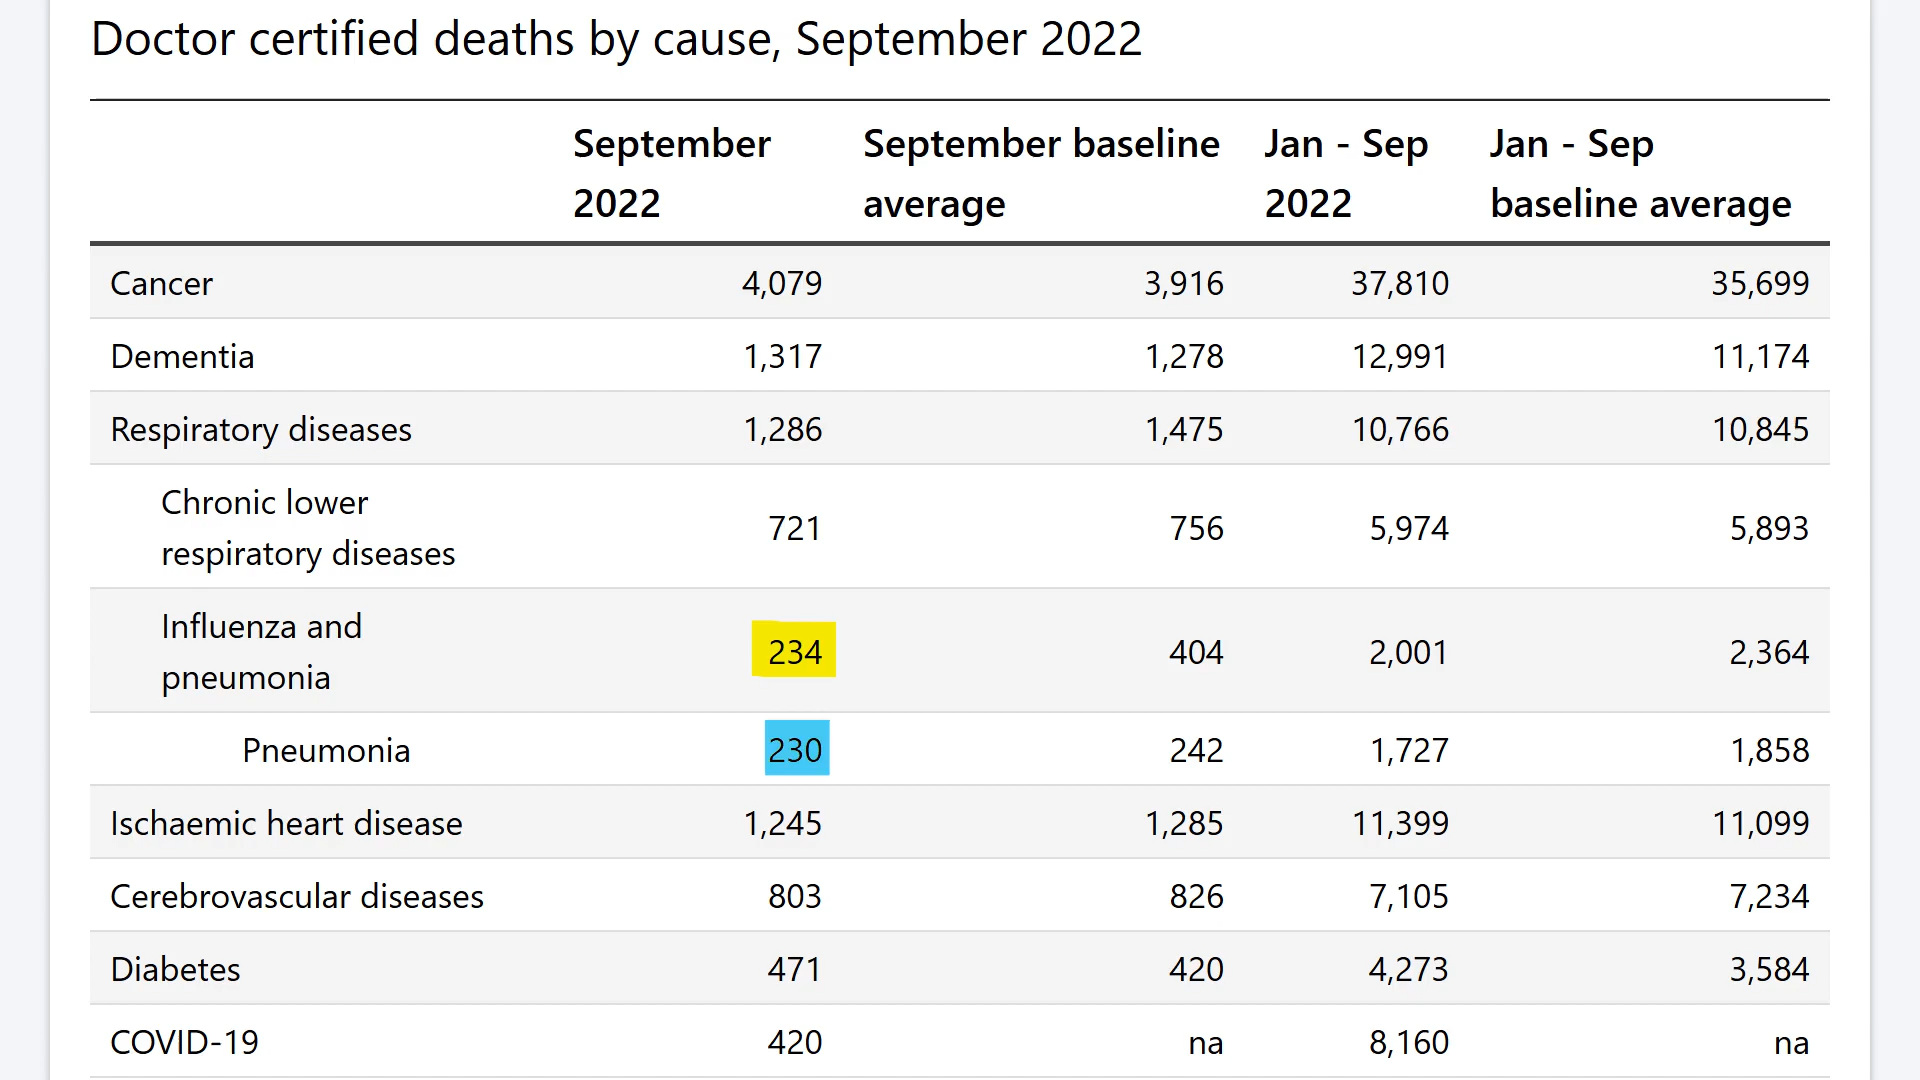 Doctor certified deaths by cause, September 2022
September 2022 September baseline average Jan - Sep 2022 Jan - Sep baseline average
Cancer 4,079 3,916 37,810 35,699
Dementia 1,317 1,278 12,991 11,174
Respiratory diseases 1,286 1,475 10,766 10,845
Chronic lower respiratory diseases 721 756 5,974 5,893
Influenza and pneumonia 234 404 2,001 2,364
Pneumonia 230 242 1,727 1,858
Ischaemic heart disease 1,245 1,285 11,399 11,099
Cerebrovascular diseases 803 826 7,105 7,234
Diabetes 471 420 4,273 3,584
COVID-19 420 na 8,160 na